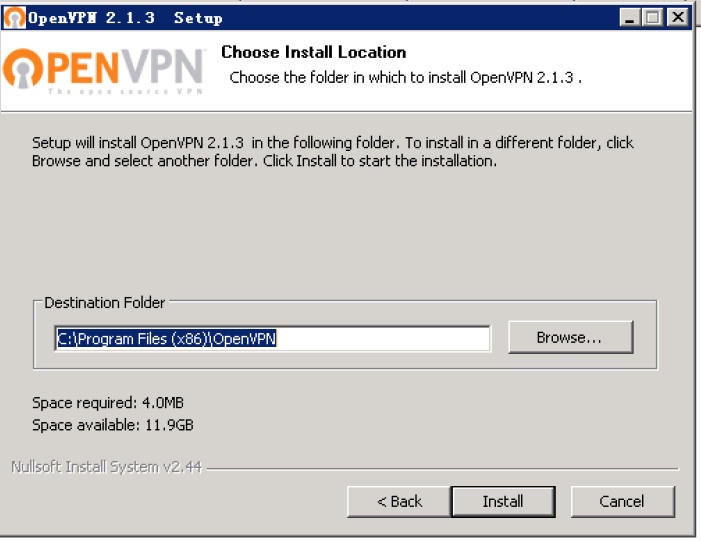 OpenVPN 2.1.3 Setup
OPENVPN
The open source VPN
Choose Install Location
Choose the folder in which to install OpenVPN 2.1.3 .
Setup will install OpenVPN 2.1.3 in the following folder. To install in a different folder, click
Browse and select another folder. Click Install to start the installation.
Destination Folder
C:\Program Files (x86)\OpenVPN
Browse...
Space required: 4.0MB
Space available: 11.9GB
Nullsoft Install System v2.44
< Back
Install
Cancel